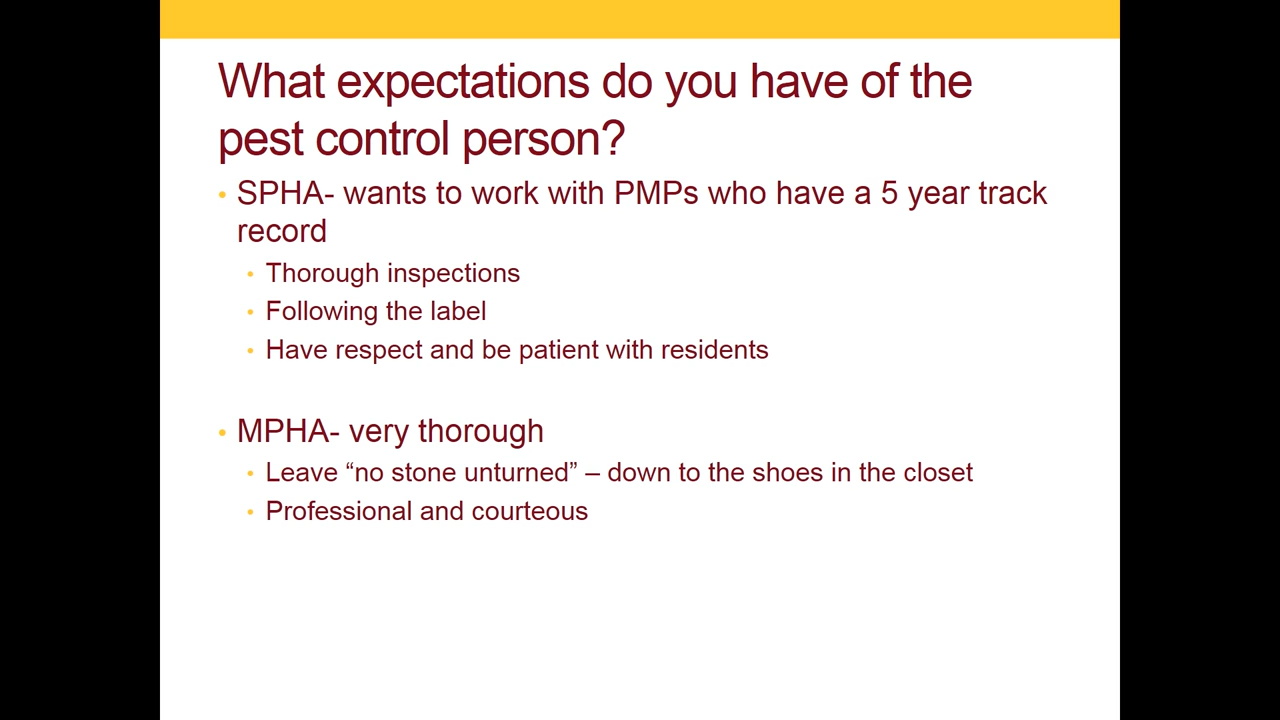 What expectations do you have of the
pest control person?
• SPHA- wants to work with PMPs who have a 5 year track
record
• Thorough inspections
• Following the label
• Have respect and be patient with residents
• MPHA- very thorough
• Leave “no stone unturned” – down to the shoes in the closet
• Professional and courteous